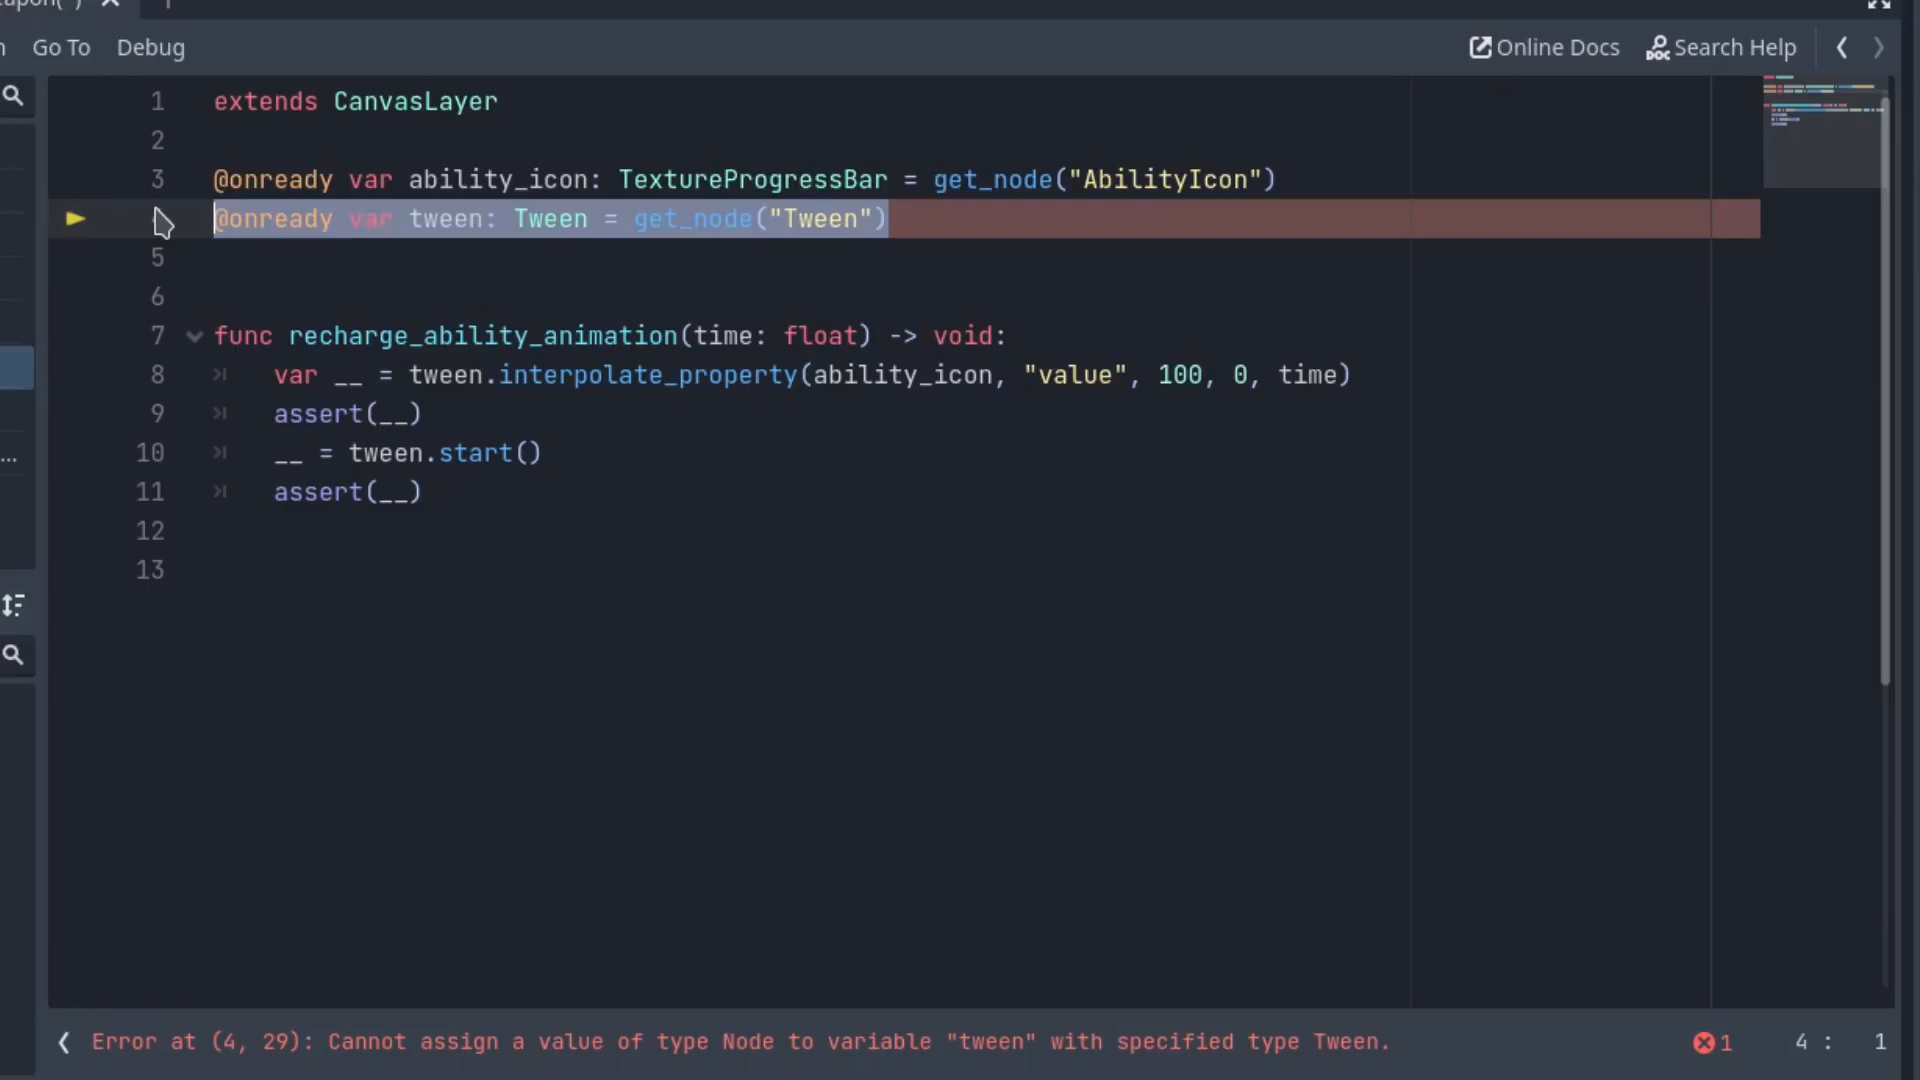 Go To Debug Online Docs Search Help
1 extends CanvasLayer
2
3 @onready var ability_icon: TextureProgressBar = get_node("AbilityIcon")
@onready var tween: Tween = get_node("Tween")
5
6
7 func recharge_ability_animation(time: float) -> void:
8 var __ = tween.interpolate_property(ability_icon, "value", 100, 0, time)
9 assert(__)
10 __ = tween.start()
11 assert(__)
12
13
...
Error at (4, 29): Cannot assign a value of type Node to variable "tween" with specified type Tween. 1 4 : 1